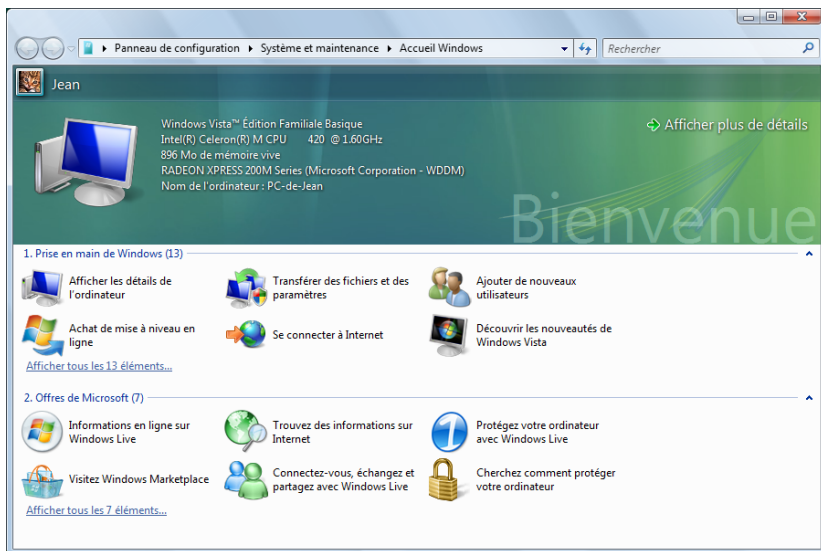 Panneau de configuration Système et maintenance Accueil Windows
Rechercher
Jean
Windows Vista™ Édition Familiale Basique
Intel(R) Celeron(R) M CPU 420 @ 1.60GHz
896 Mo de mémoire vive
RADEON XPRESS 200M Series (Microsoft Corporation - WDDM)
Nom de l'ordinateur : PC-de-Jean
Afficher plus de détails
Bienvenue
1. Prise en main de Windows (13)
Afficher les détails de
l'ordinateur
Transférer des fichiers et des
paramètres
Ajouter de nouveaux
utilisateurs
Achat de mise à niveau en
ligne
Se connecter à Internet
Découvrir les nouveautés de
Windows Vista
Afficher tous les 13 éléments...
2. Offres de Microsoft (7)
Informations en ligne sur
Windows Live
Trouvez des informations sur
Internet
Protégez votre ordinateur
avec Windows Live
Visitez Windows Marketplace
Connectez-vous, échangez et
partagez avec Windows Live
Cherchez comment protéger
votre ordinateur
Afficher tous les 7 éléments...